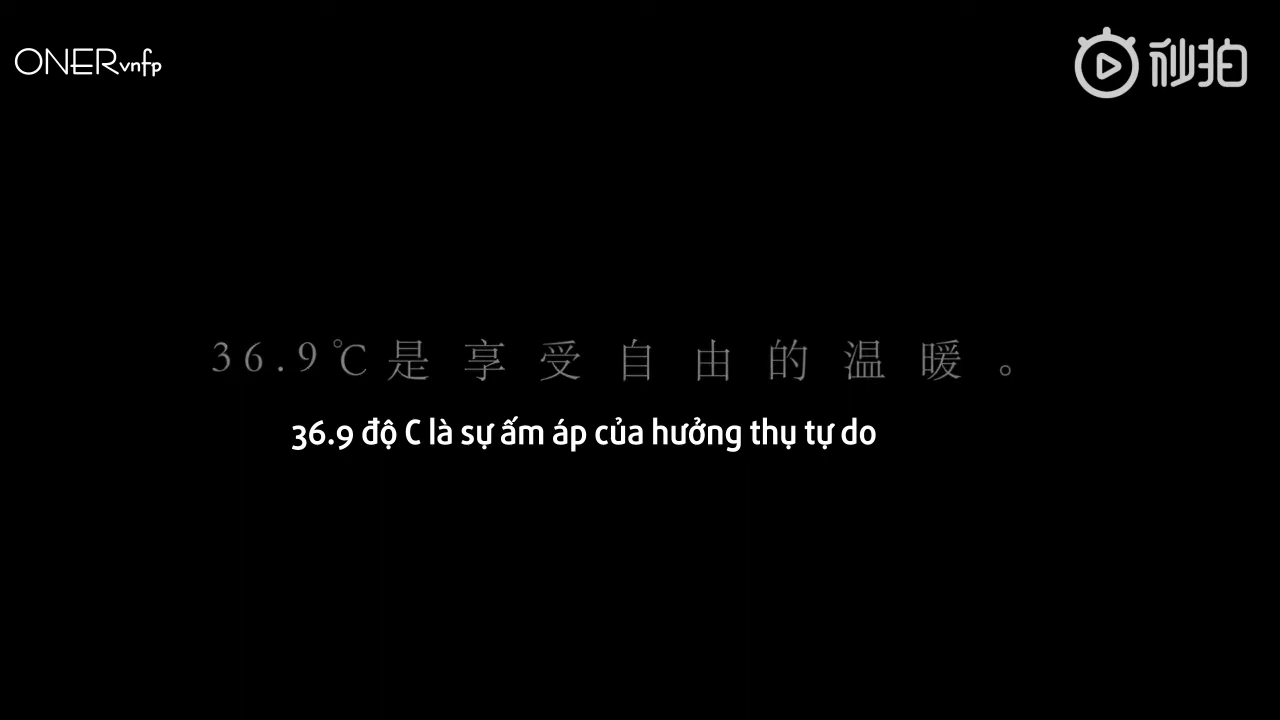 ONERvnfp
秒拍
36.9℃是享受自由的温暖。
36.9 độ C là sự ấm áp của hưởng thụ tự do